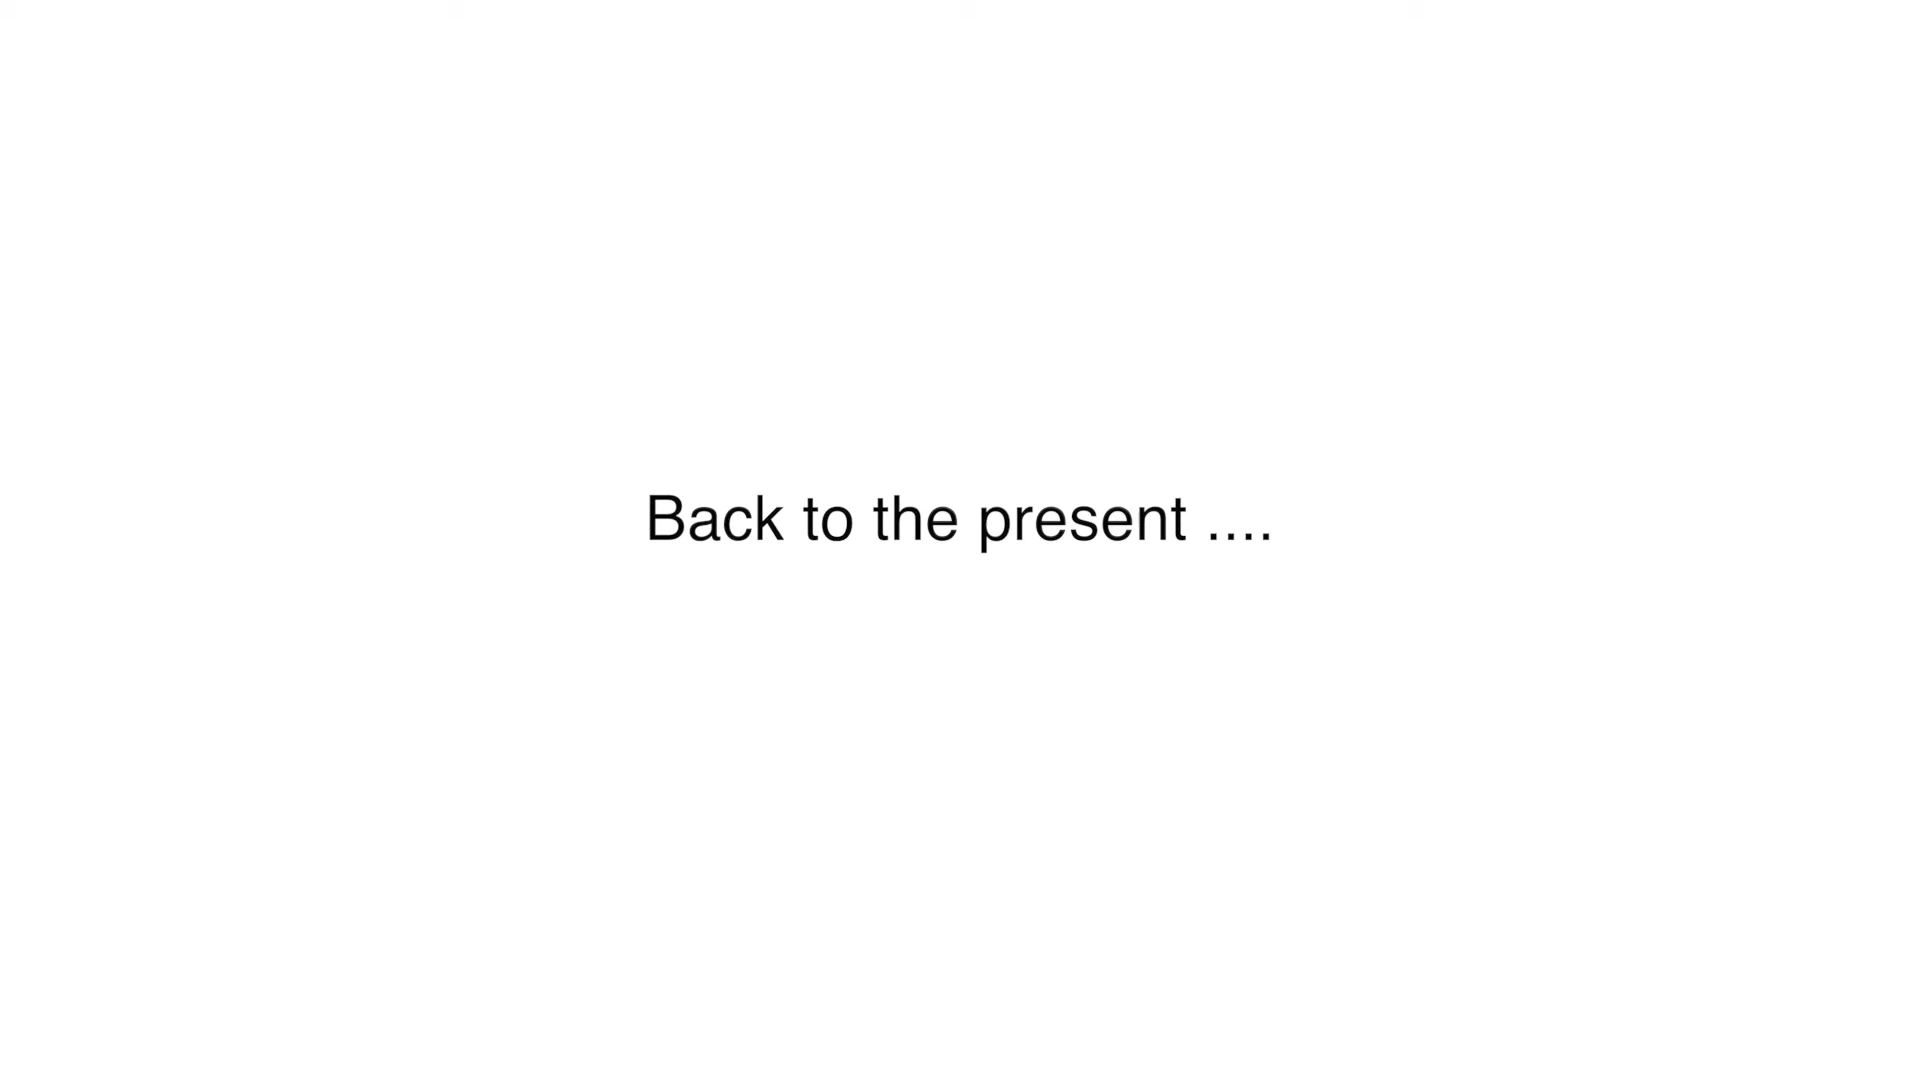 Back to the present ....